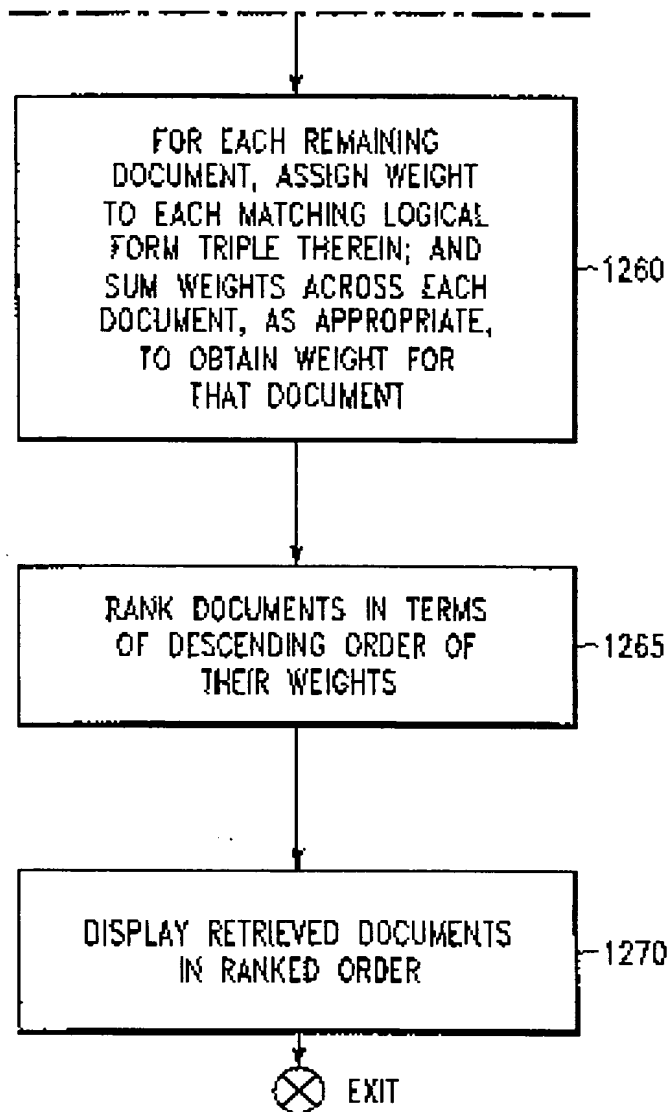 FOR EACH REMAINING
DOCUMENT, ASSIGN WEIGHT
TO EACH MATCHING LOGICAL
FORM TRIPLE THEREIN; AND
SUM WEIGHTS ACROSS EACH
DOCUMENT, AS APPROPRIATE,
TO OBTAIN WEIGHT FOR
THAT DOCUMENT
1260
RANK DOCUMENTS IN TERMS
OF DESCENDING ORDER OF
THEIR WEIGHTS
1265
DISPLAY RETRIEVED DOCUMENTS
IN RANKED ORDER
1270
EXIT